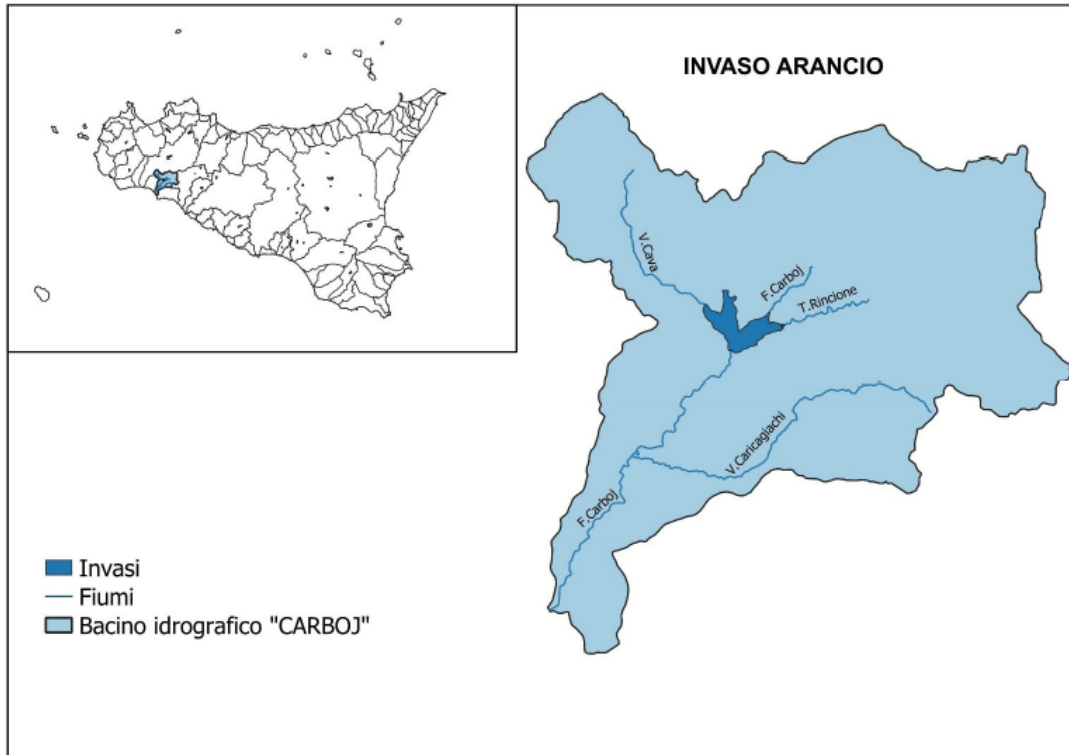 INVASO ARANCIO
V.Cava
F.Carboj
T.Rincione
V.Caricagiachi
F.Carboj
Invasi
Fiumi
Bacino idrografico "CARBOJ"